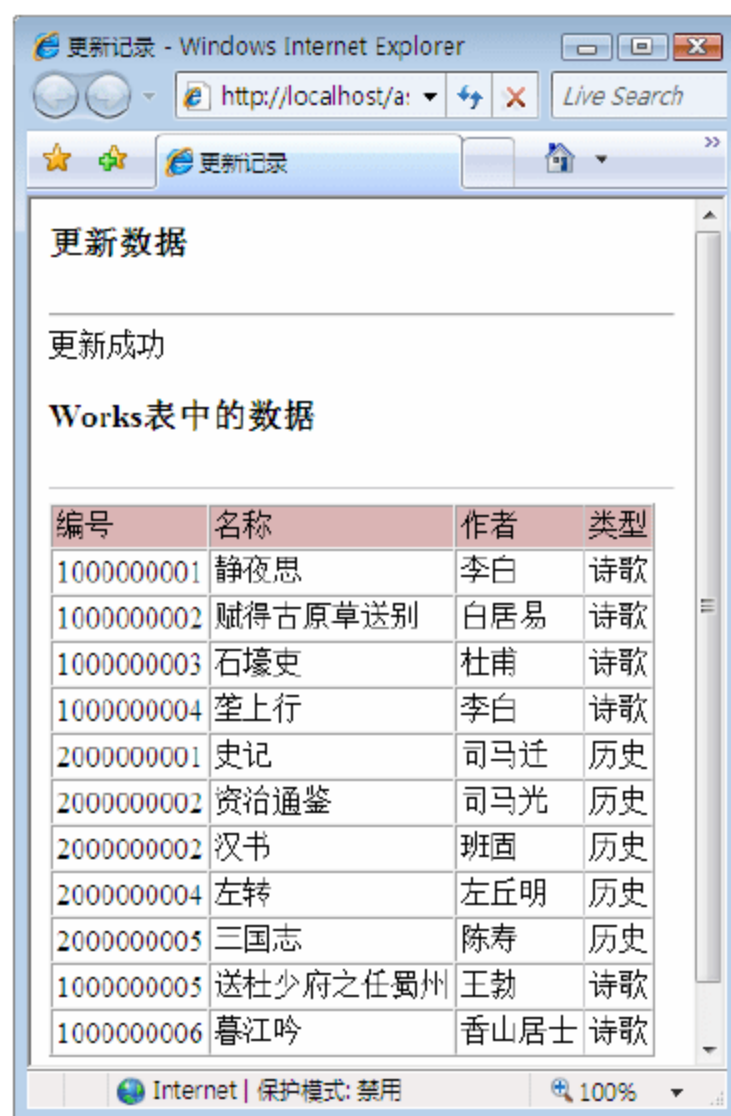 更新记录 - Windows Internet Explorer
http://localhost/a
Live Search
更新记录
更新数据
更新成功
Works表中的数据
编号 名称 作者 类型
1000000001 静夜思 李白 诗歌
1000000002 赋得古原草送别 白居易 诗歌
1000000003 石壕吏 杜甫 诗歌
1000000004 垄上行 李白 诗歌
2000000001 史记 司马迁 历史
2000000002 资治通鉴 司马光 历史
2000000002 汉书 班固 历史
2000000004 左转 左丘明 历史
2000000005 三国志 陈寿 历史
1000000005 送杜少府之任蜀州 王勃 诗歌
1000000006 暮江吟 香山居士 诗歌
Internet | 保护模式: 禁用 100%